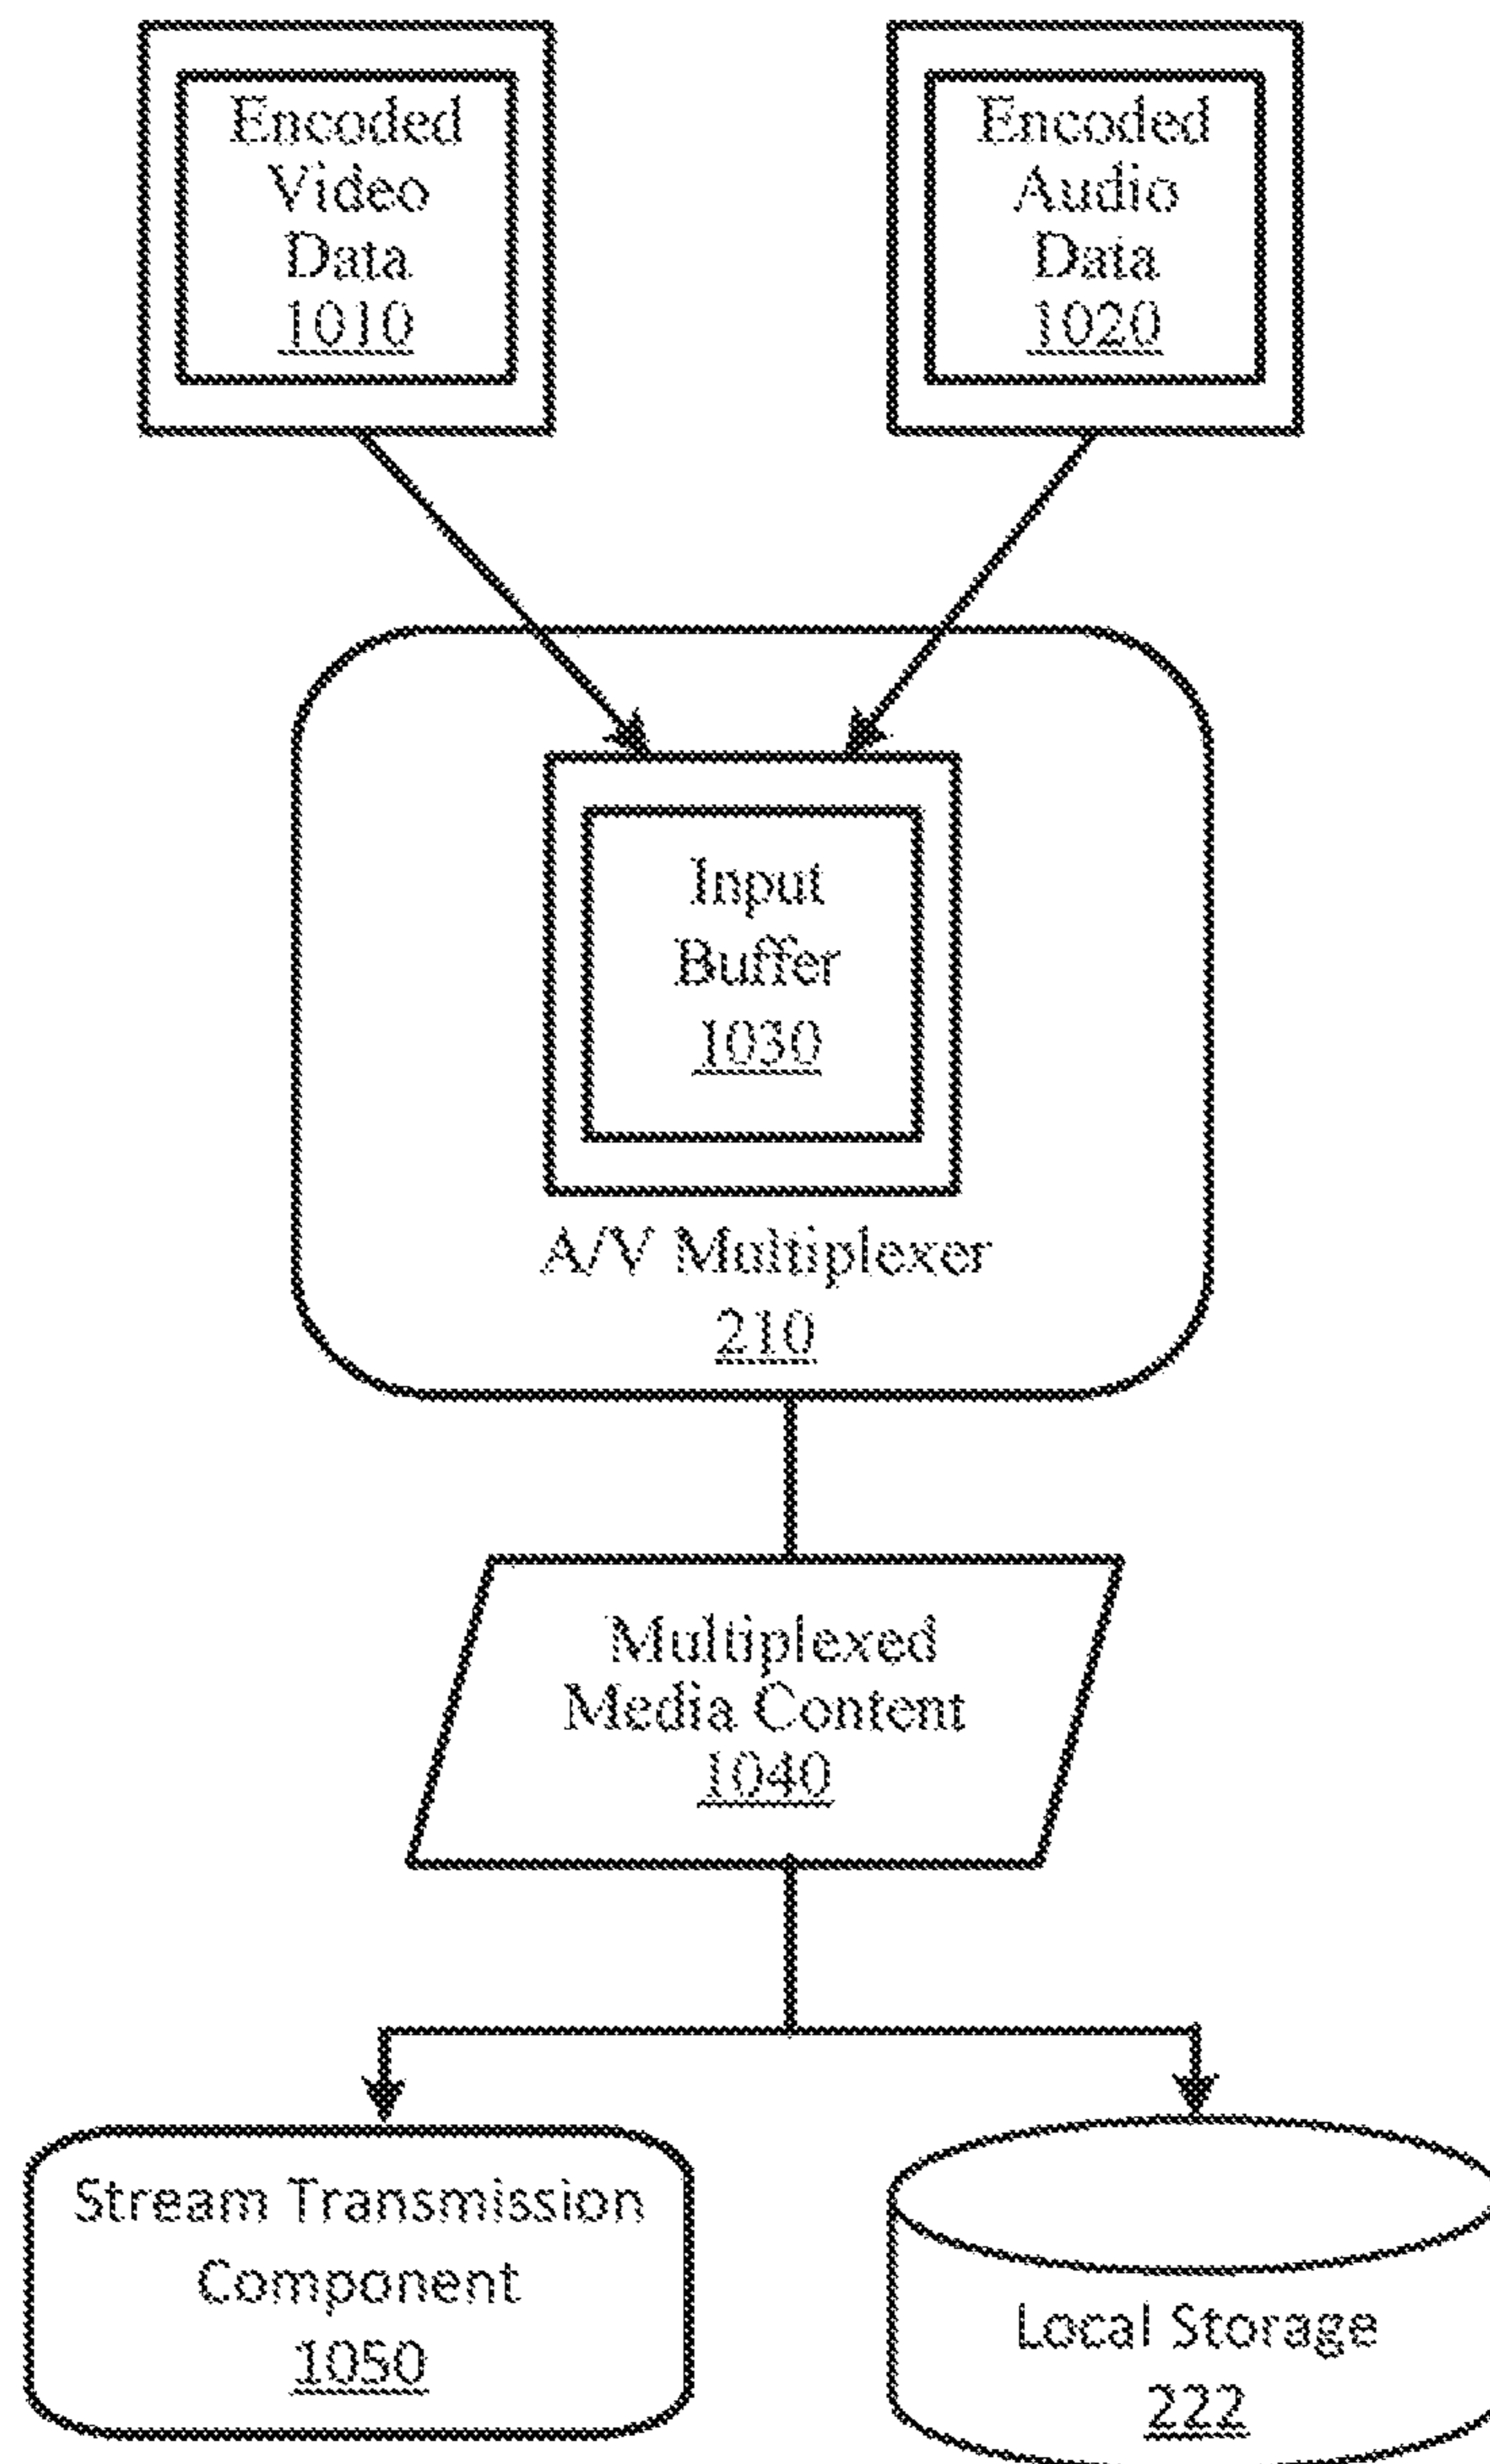 Encoded
Video
Data
1010
Encoded
Audio
Data
1020
Input
Buffer
1030
A/V Multiplexer
210
Multiplexed
Media Content
1040
Stream Transmission
Component
1050
Local Storage
222